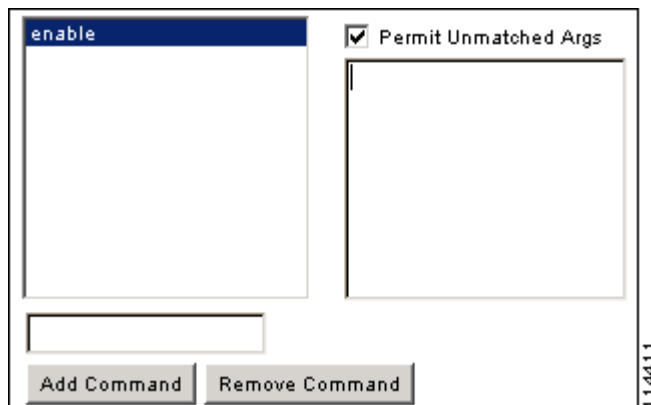 enable
Permit Unmatched Args
Add Command
Remove Command
114411